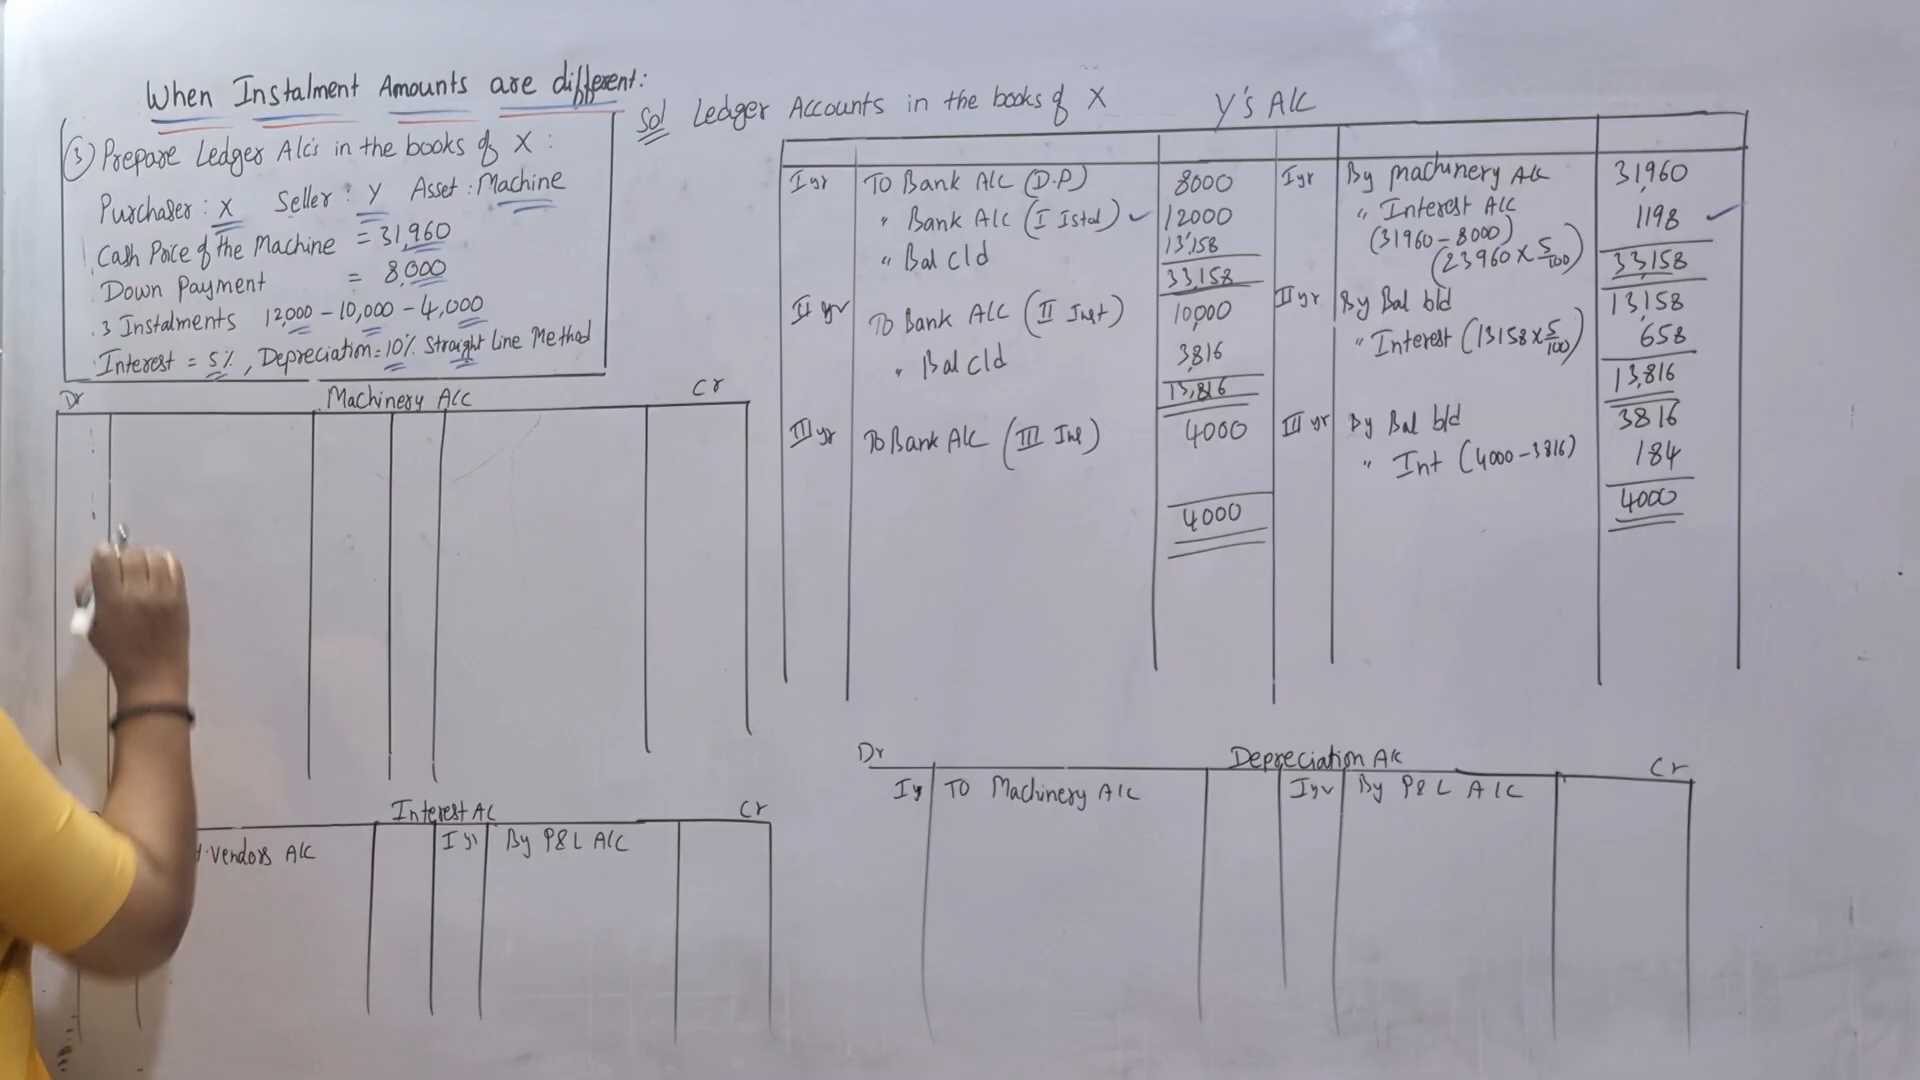 When Instalment Amounts are different:
③ Prepare Ledger A/c's in the books of X :
Purchaser : X Seller : Y Asset : Machine
Cash Price of the Machine = 31,960
Down Payment = 8,000
3 Instalments 12,000 – 10,000 – 4,000
Interest = 5% , Depreciation = 10% Straight Line Method
Sol Ledger Accounts in the books of X
Y's A/C
I yr To Bank A/C (D.P) 8000 I yr By machinery A/c 31,960
" Bank A/C (I Istal) ✓ 12000 " Interest A/C 1198 ✓
(31960 – 8000)
" Bal C/d 13,158 (23960 × 5/100)
33,158 33,158
II yr To Bank A/C (II Inst) 10,000 II yr By Bal b/d 13,158
" Bal C/d 3,816 " Interest (13158 × 5/100) 658
13,816 13,816
III yr To Bank A/c (III Ins) 4000 III yr By Bal b/d 3816
" Int (4000 – 3816) 184
4000 4000
Dr Machinery A/C Cr
Interest AC Cr
Vendors A/C I yr By P&L A/C
Dr Depreciation A/c Cr
I y To Machinery A/C I yr By P&L A/C